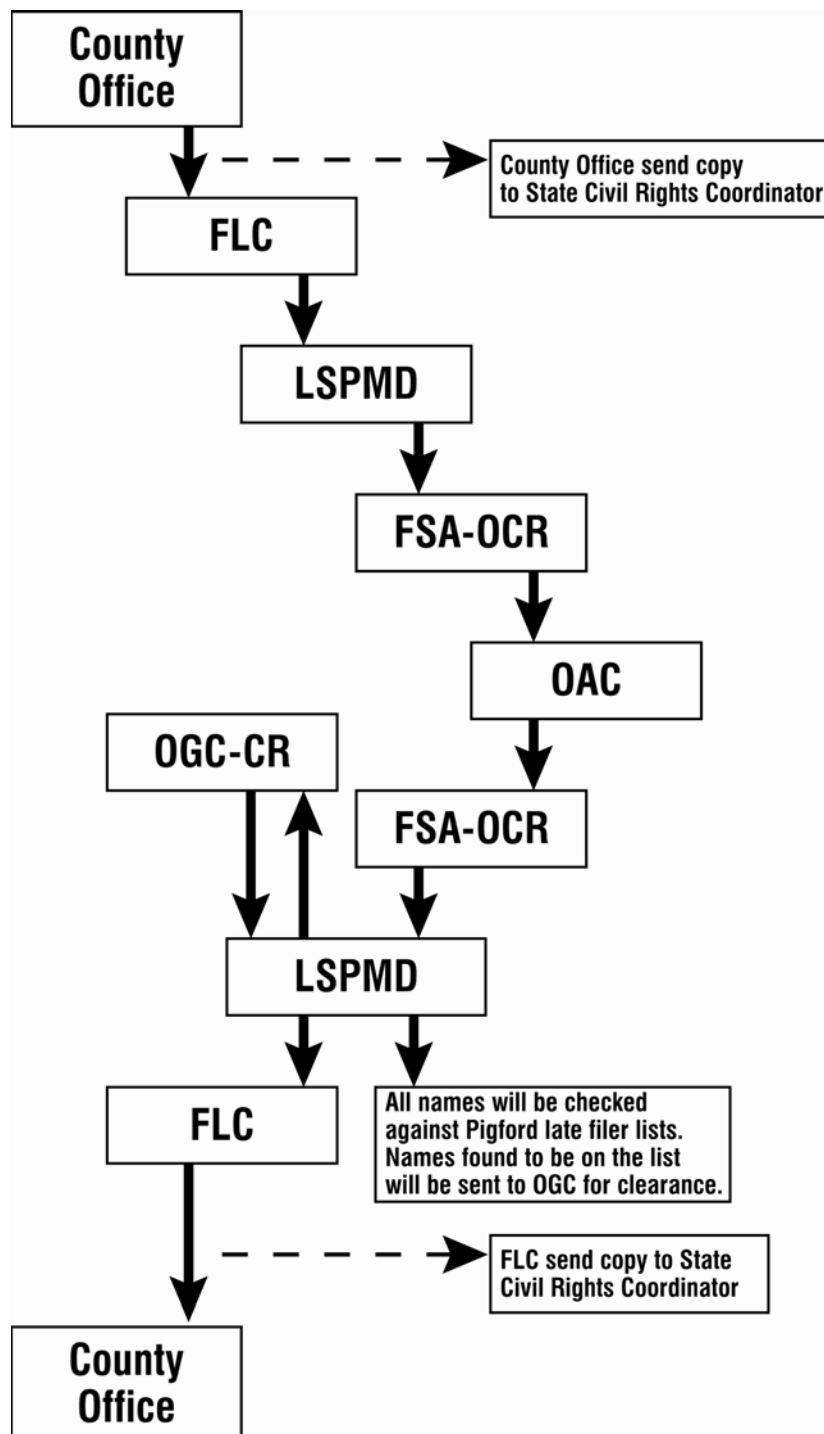 County
Office
County Office send copy
to State Civil Rights Coordinator
FLC
LSPMD
FSA-OCR
OAC
OGC-CR
FSA-OCR
LSPMD
FLC
All names will be checked
against Pigford late filer lists.
Names found to be on the list
will be sent to OGC for clearance.
FLC send copy to State
Civil Rights Coordinator
County
Office